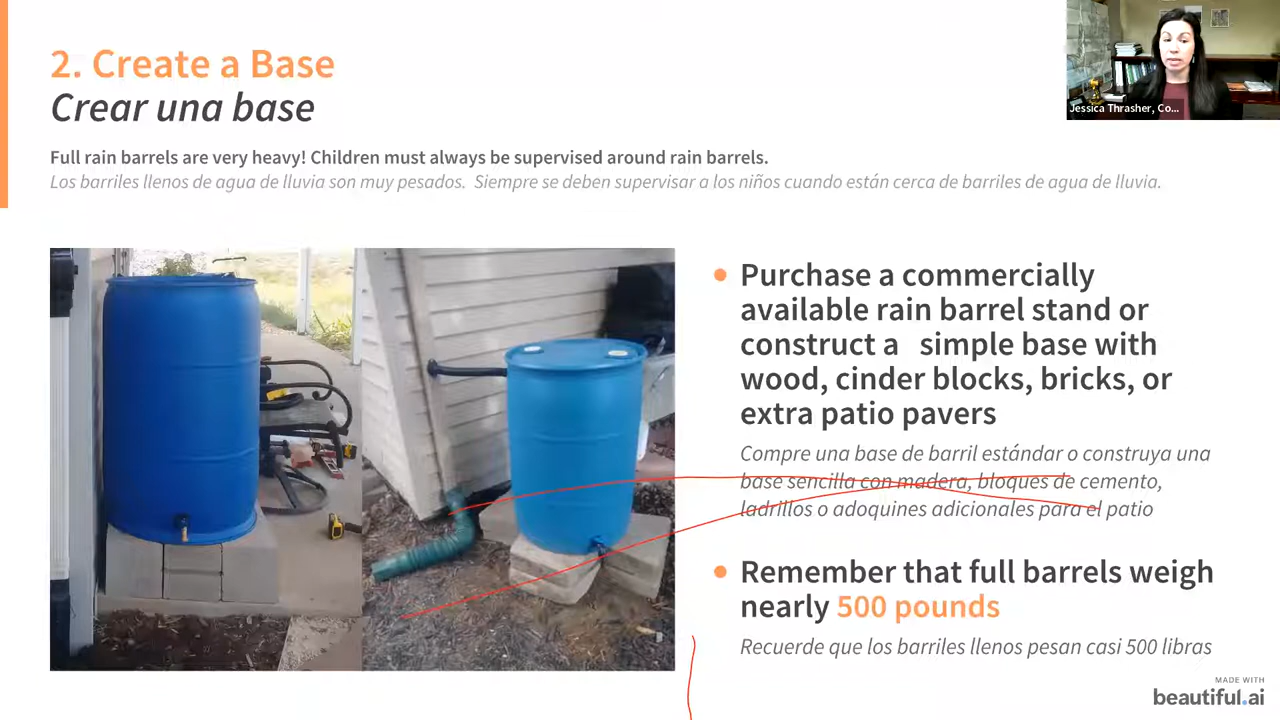 2. Create a Base
Crear una base
Full rain barrels are very heavy! Children must always be supervised around rain barrels.
Los barriles llenos de agua de lluvia son muy pesados. Siempre se deben supervisar a los niños cuando están cerca de barriles de agua de lluvia.
Jessica Thrasher, Co...
Purchase a commercially
available rain barrel stand or
construct a simple base with
wood, cinder blocks, bricks, or
extra patio pavers
Compre una base de barril estándar o construya una
base sencilla con madera, bloques de cemento,
ladrillos o adoquines adicionales para el patio
Remember that full barrels weigh
nearly 500 pounds
Recuerde que los barriles llenos pesan casi 500 libras
MADE WITH
beautiful.ai